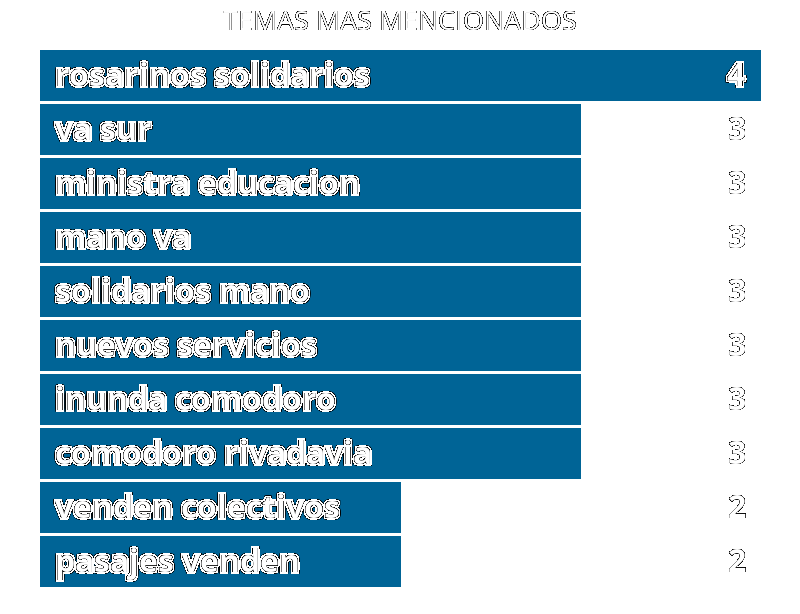 TEMAS MAS MENCIONADOS
rosarinos solidarios 4
va sur 3
ministra educacion 3
mano va 3
solidarios mano 3
nuevos servicios 3
inunda comodoro 3
comodoro rivadavia 3
venden colectivos 2
pasajes venden 2